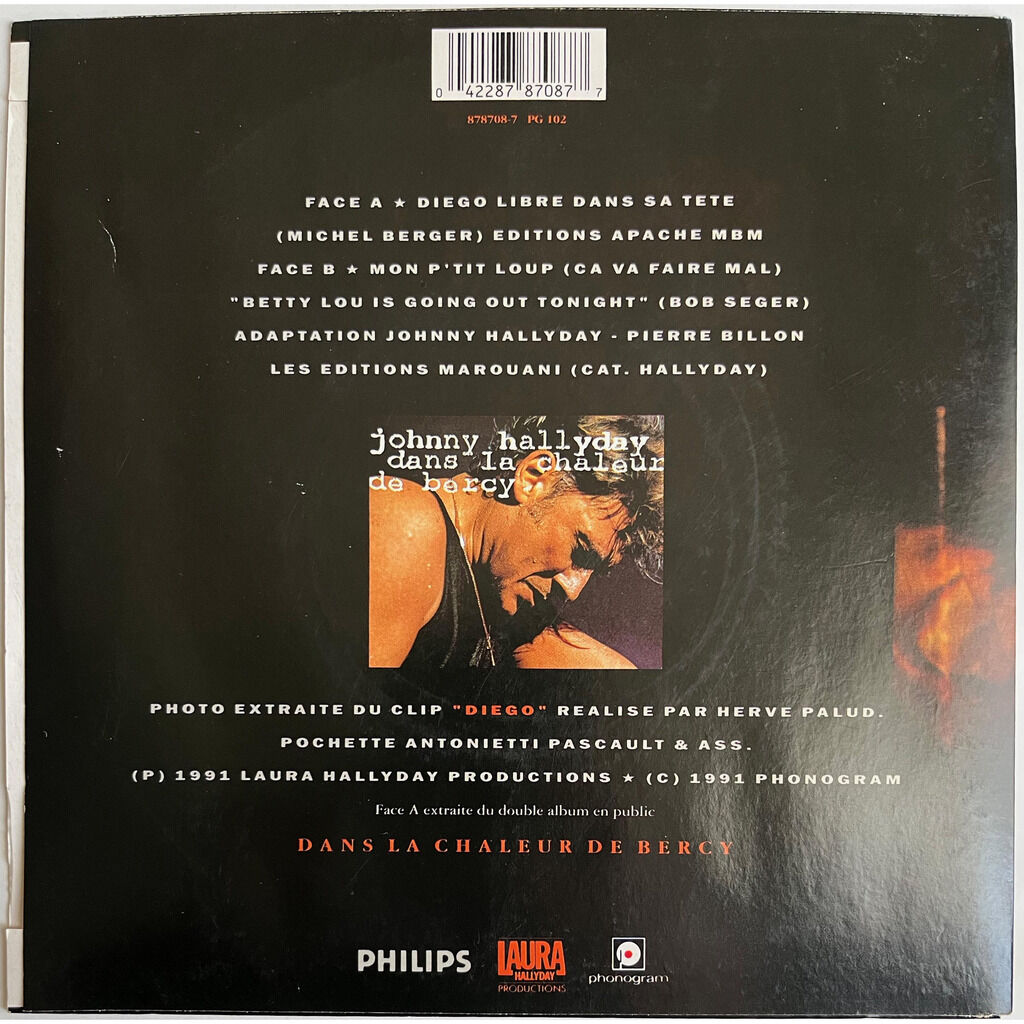 0 42287 87087 7
878708-7 PG 102
FACE A ★ DIEGO LIBRE DANS SA TETE
(MICHEL BERGER) EDITIONS APACHE MBM
FACE B ★ MON P'TIT LOUP (CA VA FAIRE MAL)
"BETTY LOU IS GOING OUT TONIGHT" (BOB SEGER)
ADAPTATION JOHNNY HALLYDAY - PIERRE BILLON
LES EDITIONS MAROUANI (CAT. HALLYDAY)
johnny hallyday
dans la chaleur
de bercy
PHOTO EXTRAITE DU CLIP "DIEGO" REALISE PAR HERVE PALUD.
POCHETTE ANTONIETTI PASCAULT & ASS.
(P) 1991 LAURA HALLYDAY PRODUCTIONS ★ (C) 1991 PHONOGRAM
Face A extraite du double album en public
DANS LA CHALEUR DE BERCY
PHILIPS
LAURA
HALLYDAY
PRODUCTIONS
phonogram